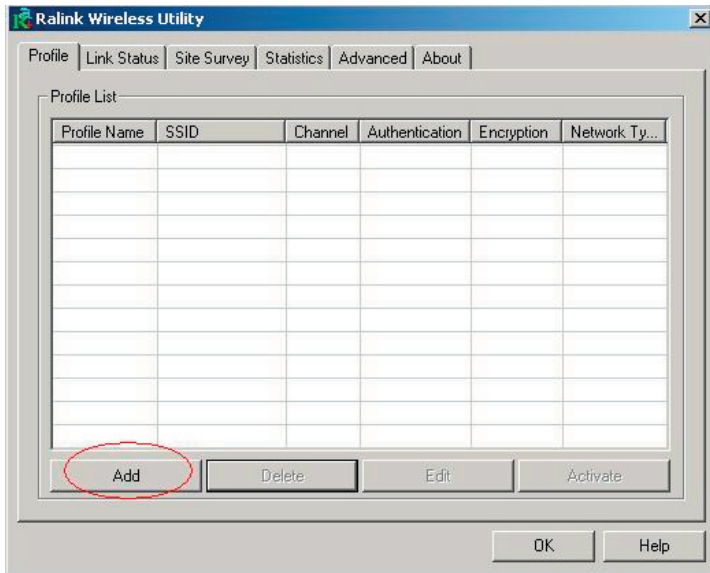 Ralink Wireless Utility
Profile Link Status Site Survey Statistics Advanced About
Profile List
Profile Name SSID Channel Authentication Encryption Network Ty...
Add Delete Edit Activate
OK Help